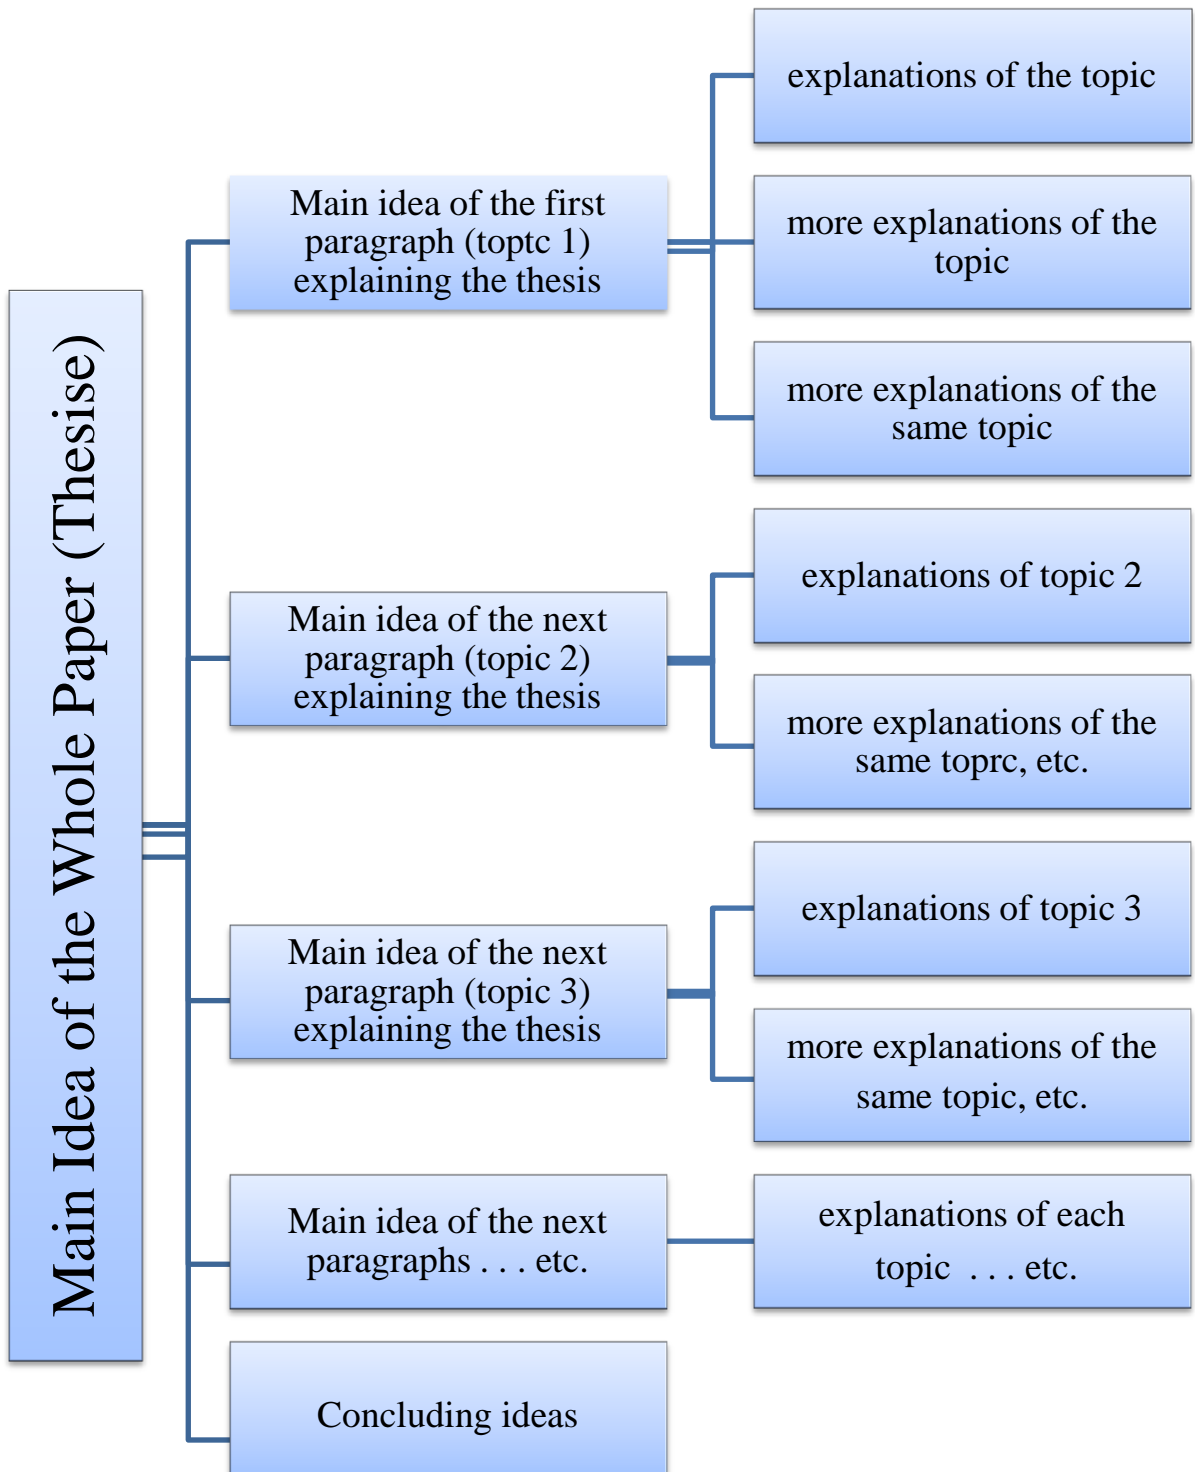 Main Idea of the Whole Paper (Thesise)
Main idea of the first
paragraph (toptc 1)
explaining the thesis
explanations of the topic
more explanations of the
topic
more explanations of the
same topic
Main idea of the next
paragraph (topic 2)
explaining the thesis
explanations of topic 2
more explanations of the
same toprc, etc.
Main idea of the next
paragraph (topic 3)
explaining the thesis
explanations of topic 3
more explanations of the
same topic, etc.
Main idea of the next
paragraphs . . . etc.
explanations of each
topic . . . etc.
Concluding ideas